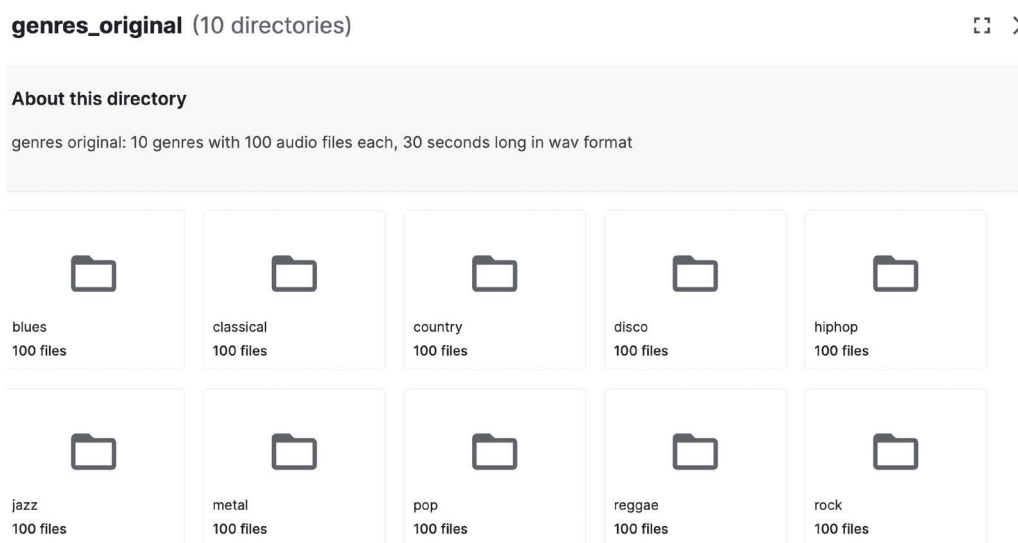 genres_original (10 directories)
About this directory
genres original: 10 genres with 100 audio files each, 30 seconds long in wav format
blues
100 files
classical
100 files
country
100 files
disco
100 files
hiphop
100 files
jazz
100 files
metal
100 files
pop
100 files
reggae
100 files
rock
100 files